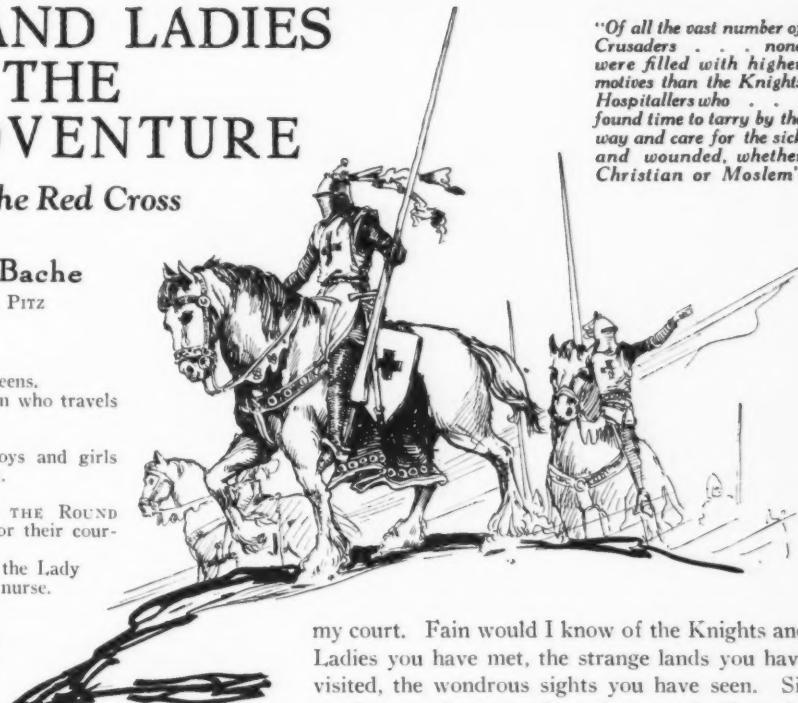 AND LADIES
THE
VENTURE
he Red Cross
Bache
PITZ
eens.
n who travels
oys and girls
THE ROUND
or their cour-
the Lady
nurse.
"Of all the vast number of
Crusaders . . . none
were filled with higher
motives than the Knights
Hospitallers who . .
found time to tarry by the
way and care for the sick
and wounded, whether
Christian or Moslem"
my court. Fain would I know of the Knights and
Ladies you have met, the strange lands you hav
visited, the wondrous sights you have seen. Si